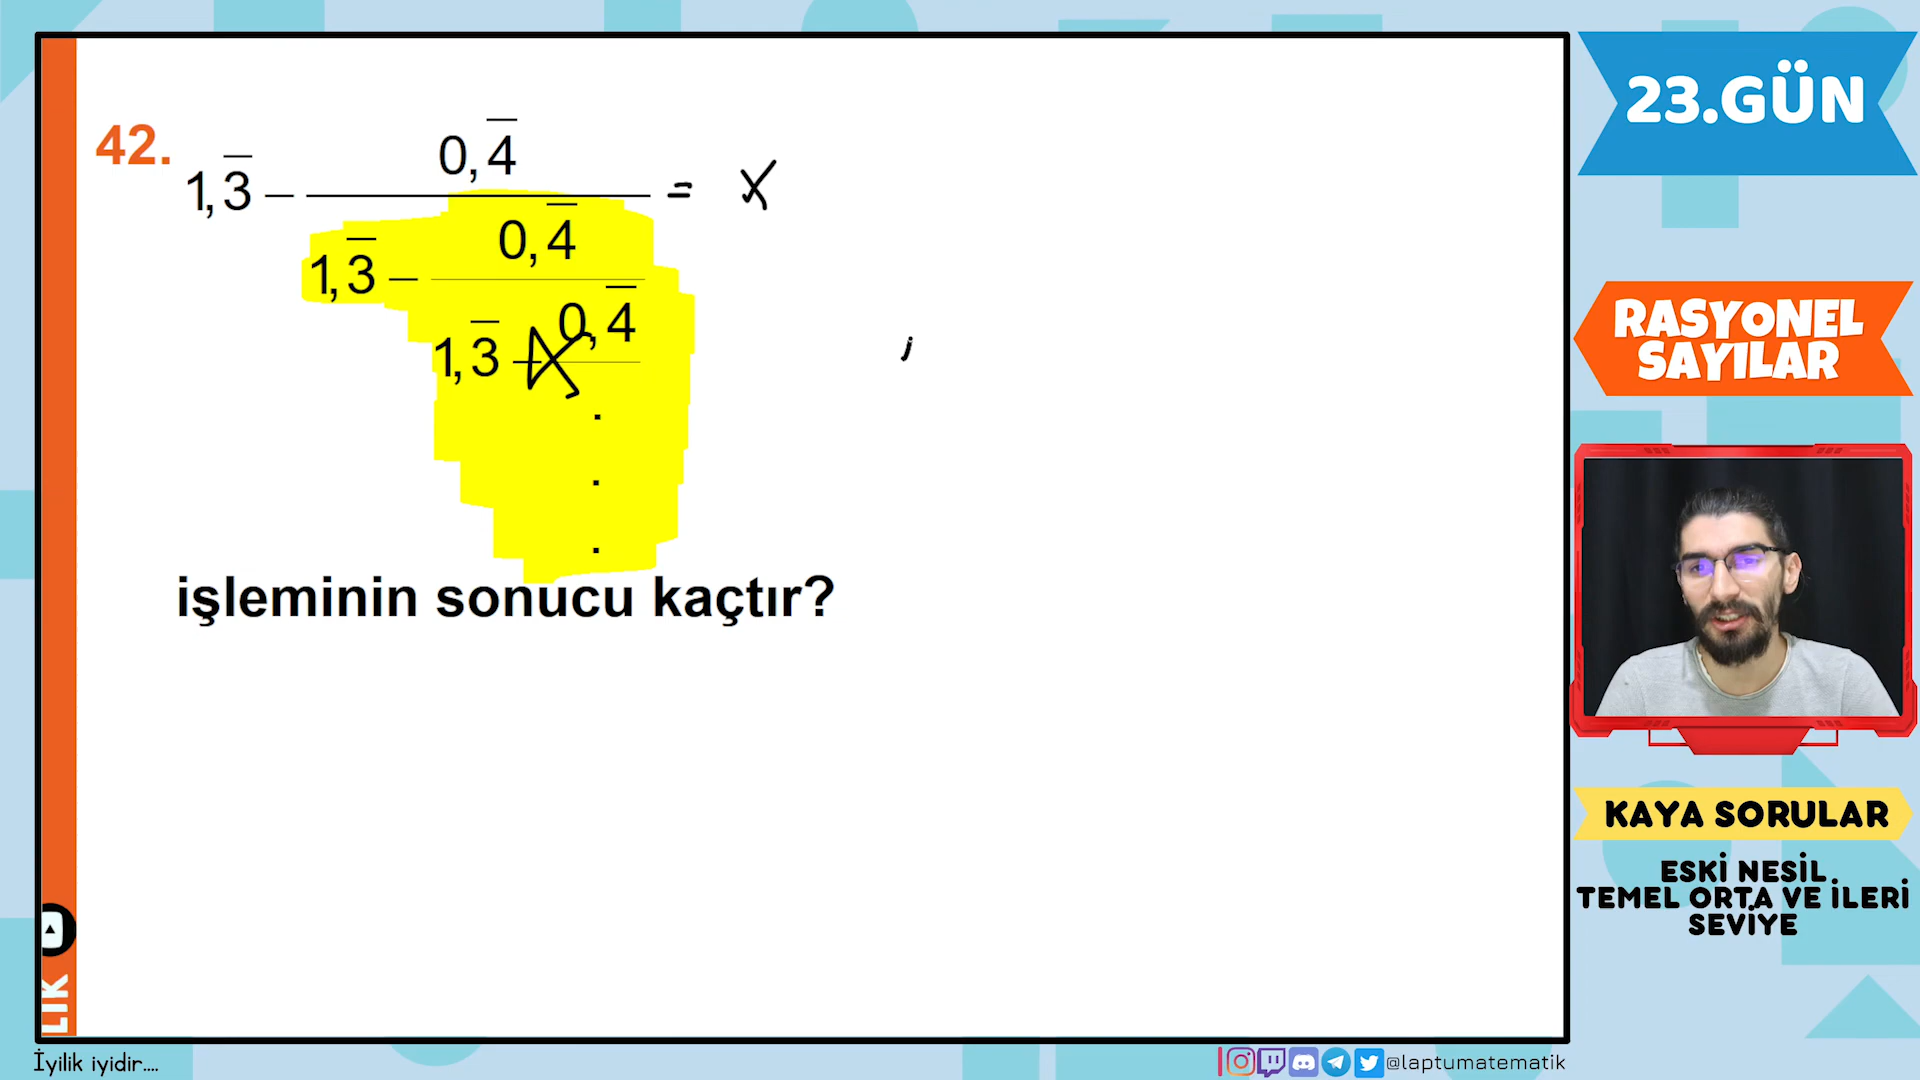 42.
1,3̅ − 0,4̅ = x
1,3̅ − 0,4̅
1,3̅ − 0,4̅
x
.
.
.
işleminin sonucu kaçtır?
LIK
İyilik iyidir....
@laptumatematik
23.GÜN
RASYONEL
SAYILAR
KAYA SORULAR
ESKİ NESİL
TEMEL ORTA VE İLERİ
SEVİYE